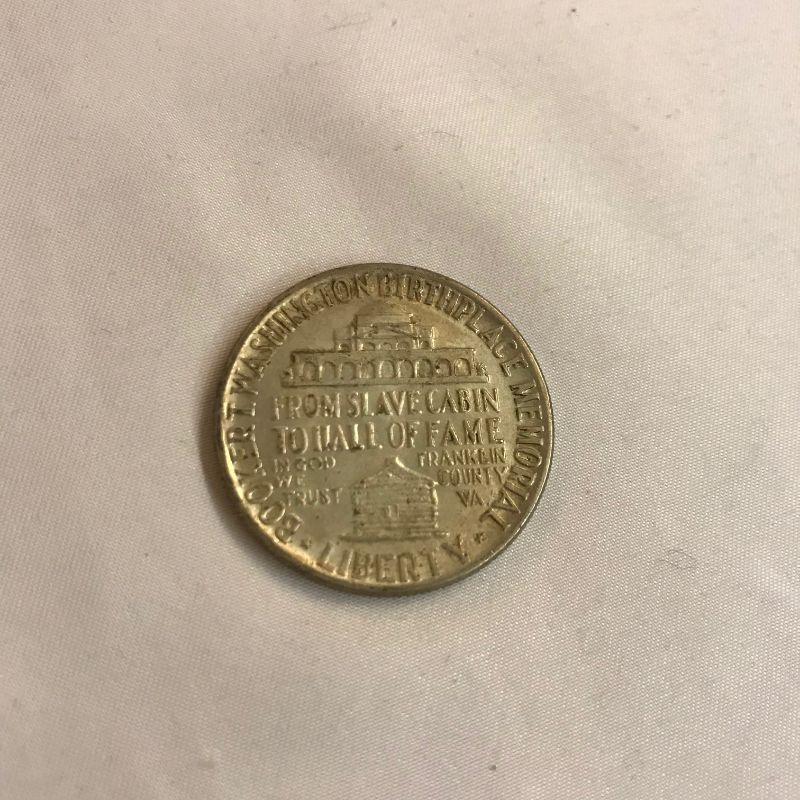 BOOKER T. WASHINGTON BIRTHPLACE MEMORIAL
FROM SLAVE CABIN
TO HALL OF FAME
IN GOD
WE
TRUST
FRANKLIN
COUNTY
VA.
LIBERTY